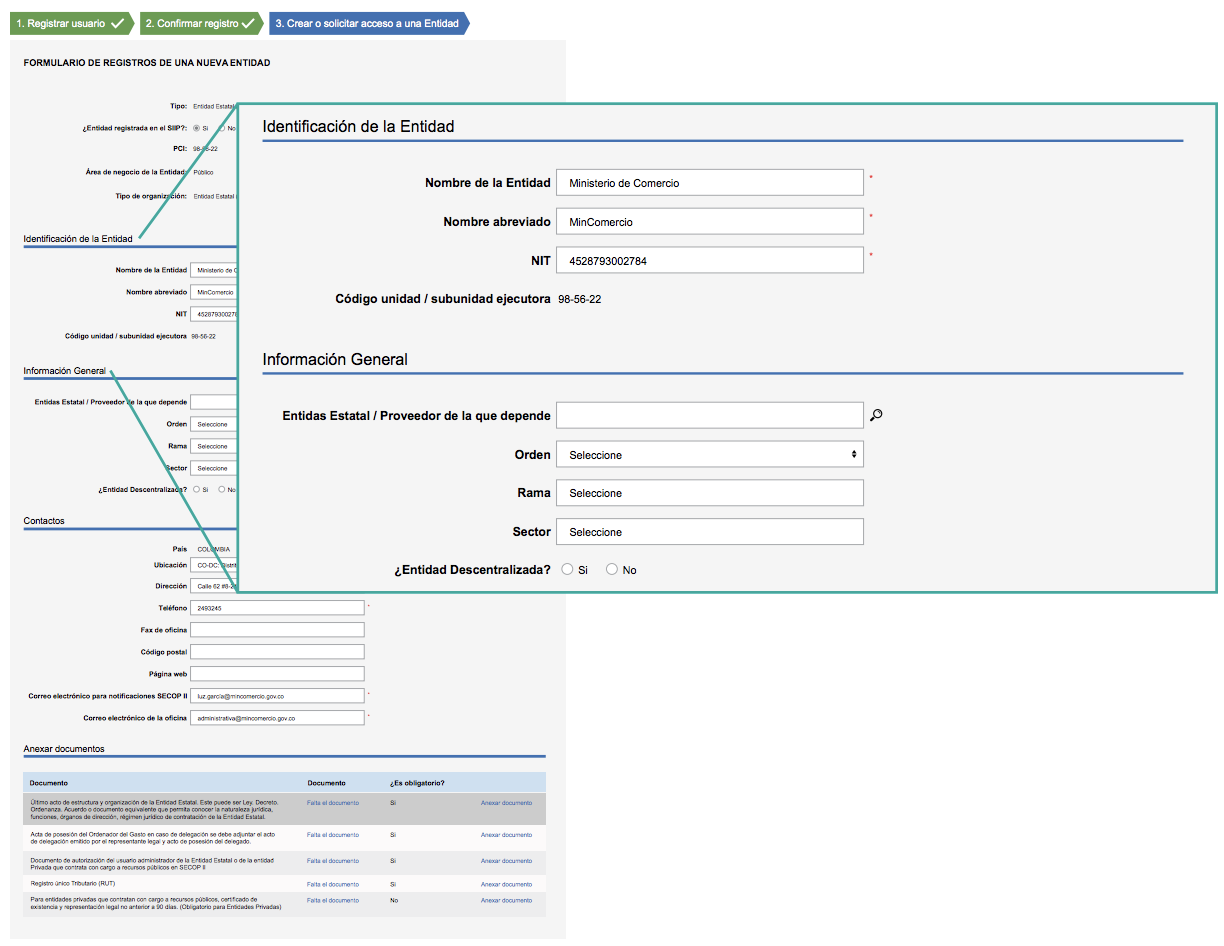 1. Registrar usuario
2. Confirmar registro
3. Crear o solicitar acceso a una Entidad
FORMULARIO DE REGISTROS DE UNA NUEVA ENTIDAD
Tipo: Entidad Estatal
¿Entidad registrada en el SIIP?: Si No
PCI: 98-56-22
Área de negocio de la Entidad: Público
Tipo de organización: Entidad Estatal
Identificación de la Entidad
Nombre de la Entidad Ministerio de C
Nombre abreviado MinComercio
NIT 45287930027
Código unidad / subunidad ejecutora 98-56-22
Información General
Entidas Estatal / Proveedor de la que depende
Orden Seleccione
Rama Seleccione
Sector Seleccione
¿Entidad Descentralizada? Si No
Contactos
País COLOMBIA
Ubicación CO-DC: Distrit
Dirección Calle 62 #8-2
Teléfono 2493245 *
Fax de oficina
Código postal
Página web
Correo electrónico para notificaciones SECOP II luz.garcia@mincomercio.gov.co *
Correo electrónico de la oficina administrativa@mincomercio.gov.co *
Anexar documentos
Documento Documento ¿Es obligatorio?
Último acto de estructura y organización de la Entidad Estatal. Este puede ser Ley. Decreto.
Ordenanza. Acuerdo o documento equivalente que permita conocer la naturaleza jurídica,
funciones, órganos de dirección, régimen jurídico de contratación de la Entidad Estatal.
Falta el documento Si Anexar documento
Acta de posesión del Ordenador del Gasto en caso de delegación se debe adjuntar el acto
de delegación emitido por el representante legal y acto de posesión del delegado.
Falta el documento Si Anexar documento
Documento de autorización del usuario administrador de la Entidad Estatal o de la entidad
Privada que contrata con cargo a recursos públicos en SECOP II
Falta el documento Si Anexar documento
Registro único Tributario (RUT) Falta el documento Si Anexar documento
Para entidades privadas que contratan con cargo a recursos públicos, certificado de
existencia y representación legal no anterior a 90 días. (Obligatorio para Entidades Privadas)
Falta el documento No Anexar documento
Identificación de la Entidad
Nombre de la Entidad Ministerio de Comercio *
Nombre abreviado MinComercio *
NIT 4528793002784 *
Código unidad / subunidad ejecutora 98-56-22
Información General
Entidas Estatal / Proveedor de la que depende
Orden Seleccione
Rama Seleccione
Sector Seleccione
¿Entidad Descentralizada? Si No